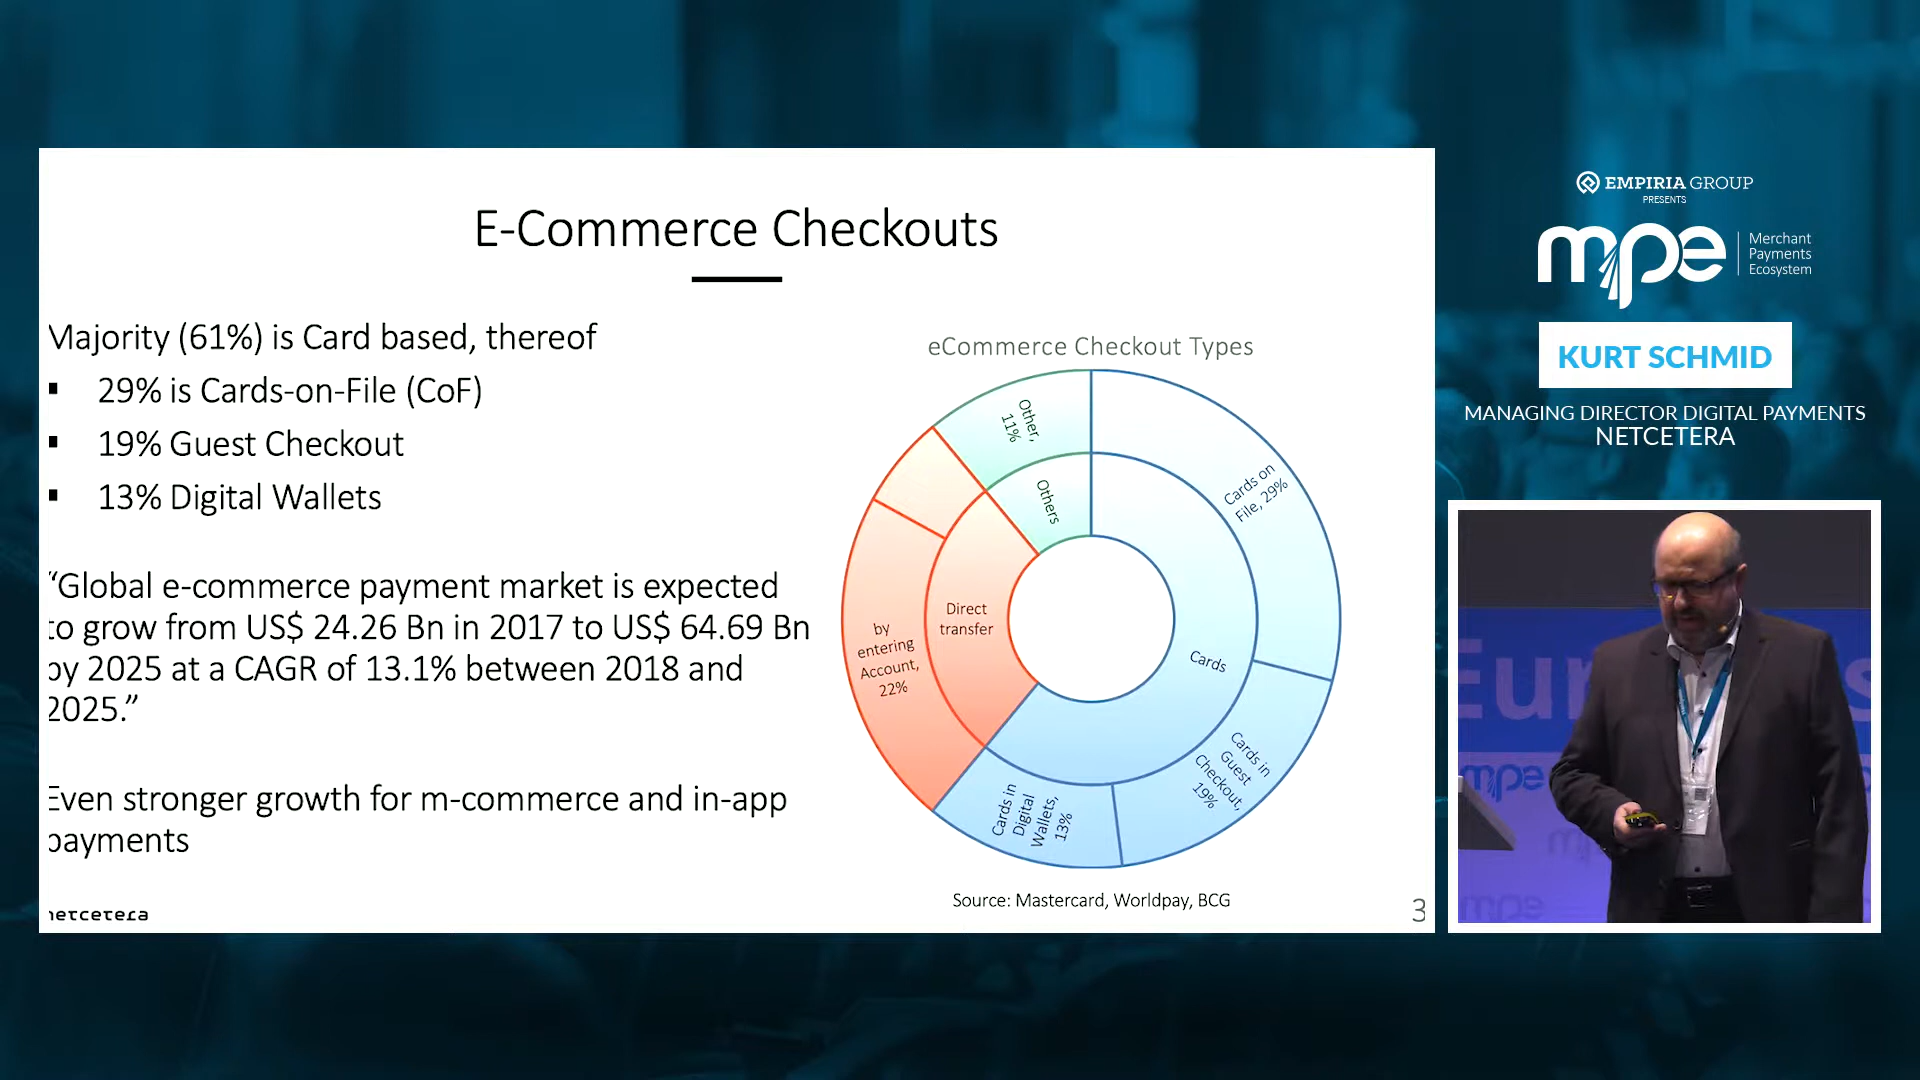 E-Commerce Checkouts
Majority (61%) is Card based, thereof
▪ 29% is Cards-on-File (CoF)
▪ 19% Guest Checkout
▪ 13% Digital Wallets
“Global e-commerce payment market is expected
to grow from US$ 24.26 Bn in 2017 to US$ 64.69 Bn
by 2025 at a CAGR of 13.1% between 2018 and
2025.”
Even stronger growth for m-commerce and in-app
payments
netcetera
eCommerce Checkout Types
Other,
11%
Others
Cards on
File, 29%
Direct
transfer
by
entering
Account,
22%
Cards
Cards in
Guest
Checkout,
19%
Cards in
Digital
Wallets,
13%
Source: Mastercard, Worldpay, BCG
3
EMPIRIA GROUP
PRESENTS
mpe
Merchant
Payments
Ecosystem
KURT SCHMID
MANAGING DIRECTOR DIGITAL PAYMENTS
NETCETERA
mpe
mpe